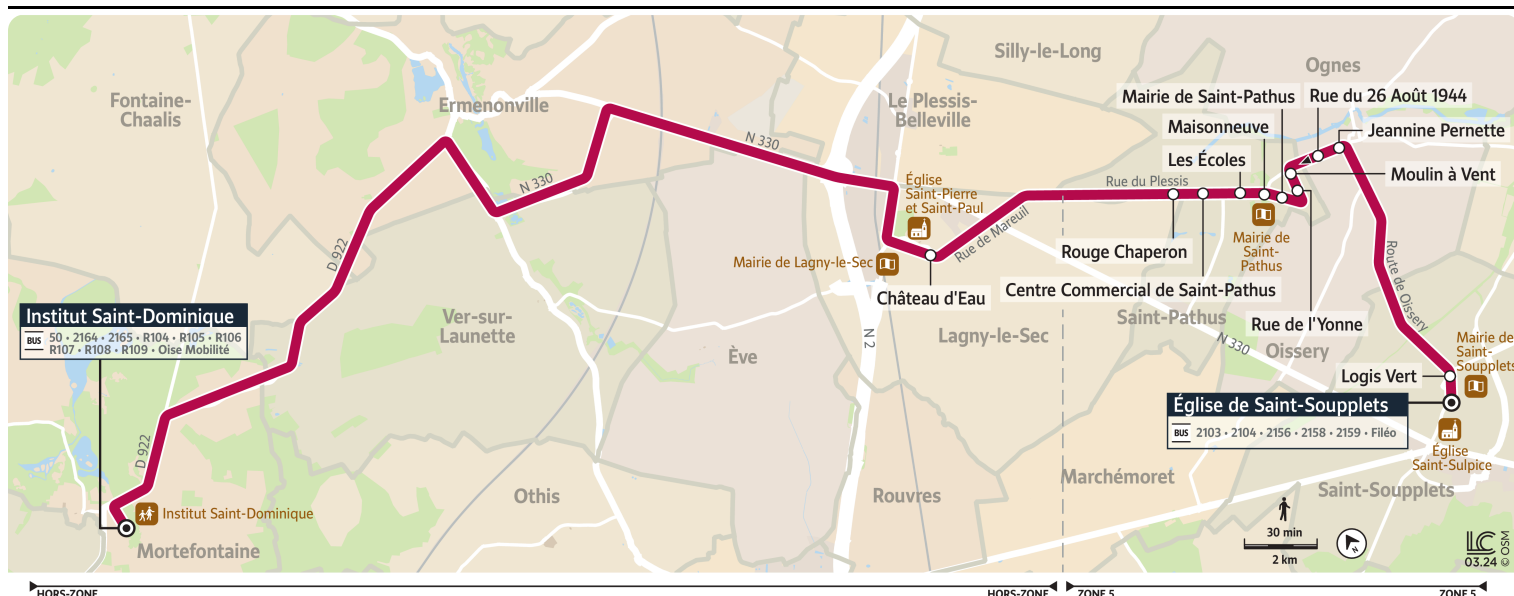 Silly-le-Long
Ognes
Fontaine-
Chaalis
Ermenonville
Le Plessis-
Belleville
Mairie de Saint-Pathus
Rue du 26 Août 1944
Maisonneuve
Jeannine Pernette
N 330
Les Écoles
Moulin à Vent
N 330
Église
Saint-Pierre
et Saint-Paul
Rue du Plessis
Rue de Mareuil
D 922
Mairie de Lagny-le-Sec
Rouge Chaperon
Mairie de
Saint-
Pathus
Route de Oissery
Château d'Eau
Centre Commercial de Saint-Pathus
Institut Saint-Dominique
BUS
50 • 2164 • 2165 • R104 • R105 • R106
R107 • R108 • R109 • Oise Mobilité
Ver-sur-
Launette
N 2
Lagny-le-Sec
Saint-Pathus
Rue de l'Yonne
N 330
Oissery
Ève
Mairie de
Saint-
Soupplets
Logis Vert
Église de Saint-Soupplets
BUS
2103 • 2104 • 2156 • 2158 • 2159 • Filéo
D 922
Église
Saint-Sulpice
Marchémoret
Saint-Soupplets
Othis
Rouvres
Institut Saint-Dominique
Mortefontaine
30 min
2 km
N
LC
03.24 © OSM
HORS-ZONE
HORS-ZONE
ZONE 5
ZONE 5